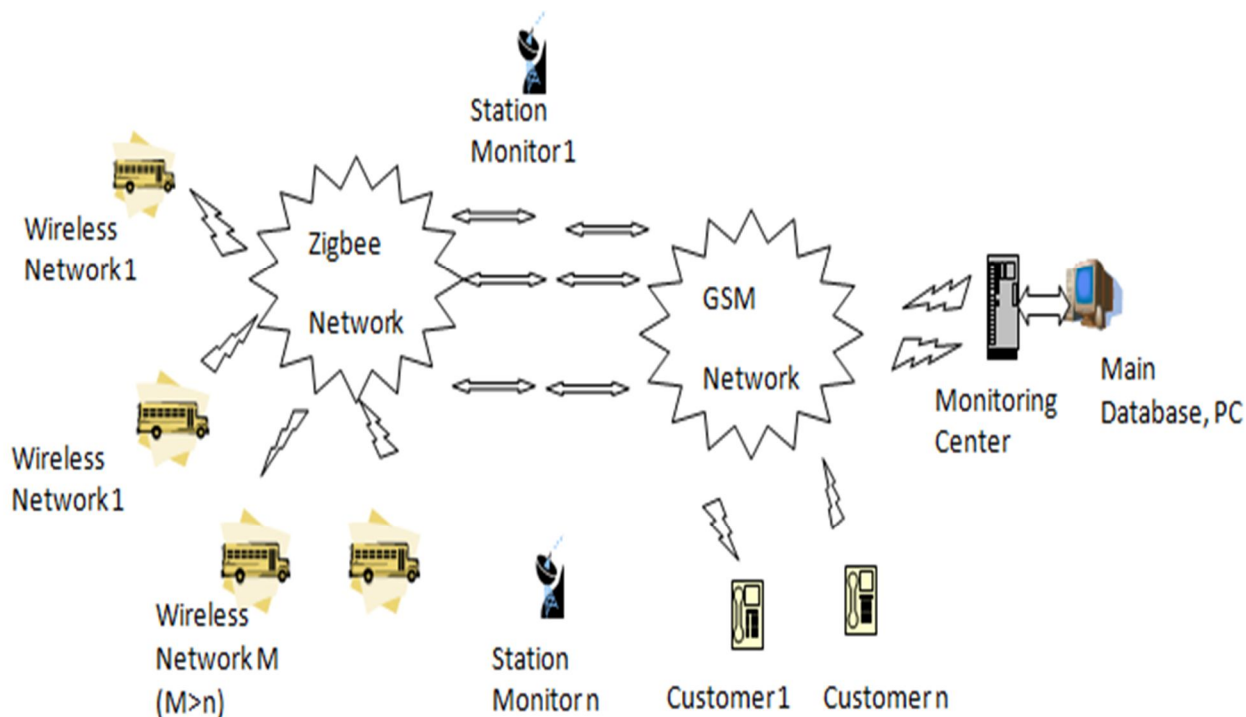 Station
Monitor 1
Wireless
Network 1
Zigbee
Network
GSM
Network
Monitoring
Center
Main
Database, PC
Wireless
Network 1
Wireless
Network M
(M>n)
Station
Monitor n
Customer 1
Customer n